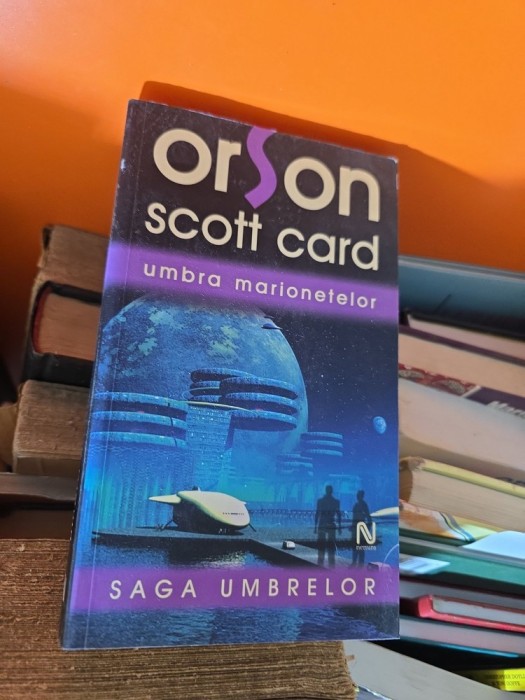 orson
scott card
umbra marionetelor
N
SAGA UMBRELOR